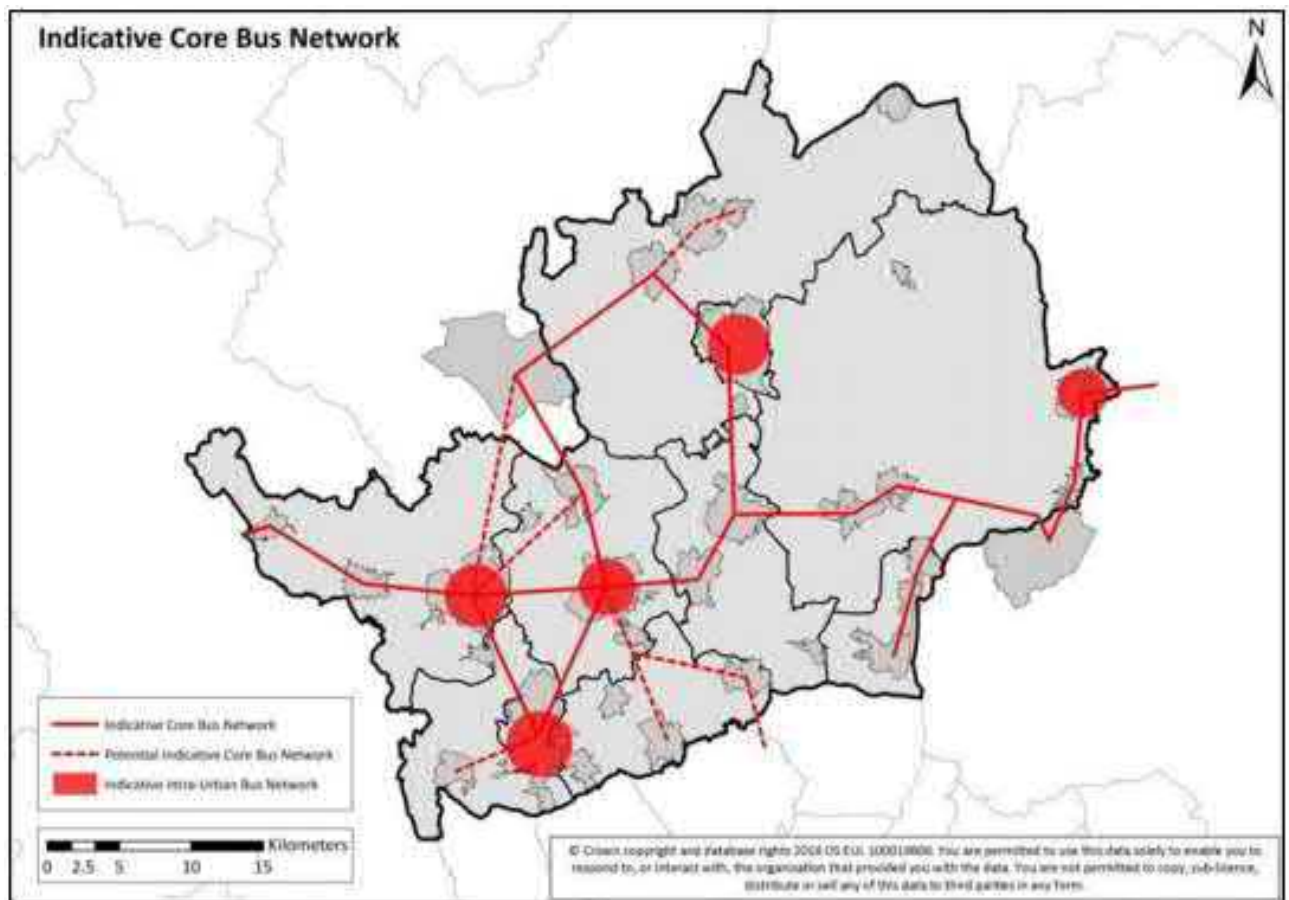 Indicative Core Bus Network
N
Indicative Core Bus Network
Potential Indicative Core Bus Network
Indicative Intra-Urban Bus Network
Kilometers
0 2.5 5 10 15
© Crown copyright and database rights 2016 OS EUL. You are permitted to use this data solely to enable you to
respond to, or interact with, the organisation that provided you with the data. You are not permitted to copy, sub-licence,
distribute or sell any of this data to third parties in any form.